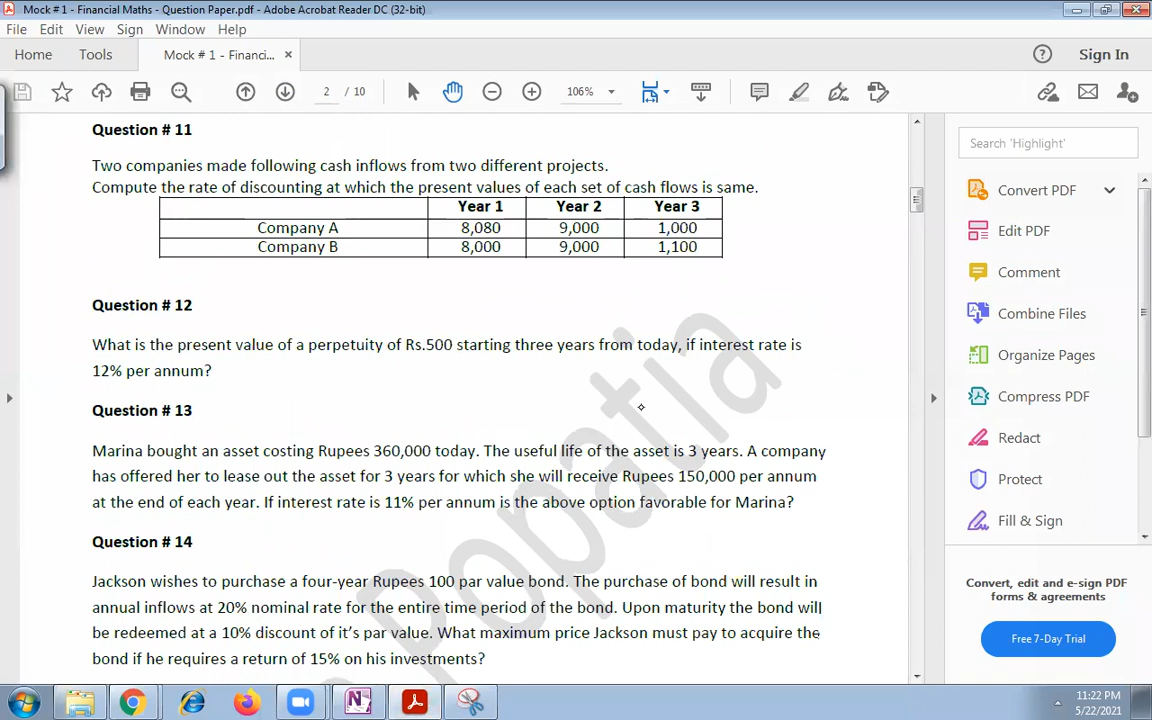 Mock # 1 - Financial Maths - Question Paper.pdf - Adobe Acrobat Reader DC (32-bit)
File Edit View Sign Window Help
Home Tools Mock # 1 - Financi... × Sign In
2 / 10 106%
Question # 11
Two companies made following cash inflows from two different projects.
Compute the rate of discounting at which the present values of each set of cash flows is same.
Year 1 Year 2 Year 3
Company A 8,080 9,000 1,000
Company B 8,000 9,000 1,100
Question # 12
What is the present value of a perpetuity of Rs.500 starting three years from today, if interest rate is
12% per annum?
Question # 13
Marina bought an asset costing Rupees 360,000 today. The useful life of the asset is 3 years. A company
has offered her to lease out the asset for 3 years for which she will receive Rupees 150,000 per annum
at the end of each year. If interest rate is 11% per annum is the above option favorable for Marina?
Question # 14
Jackson wishes to purchase a four-year Rupees 100 par value bond. The purchase of bond will result in
annual inflows at 20% nominal rate for the entire time period of the bond. Upon maturity the bond will
be redeemed at a 10% discount of it's par value. What maximum price Jackson must pay to acquire the
bond if he requires a return of 15% on his investments?
Popatia
Search 'Highlight'
Convert PDF
Edit PDF
Comment
Combine Files
Organize Pages
Compress PDF
Redact
Protect
Fill & Sign
Convert, edit and e-sign PDF
forms & agreements
Free 7-Day Trial
11:22 PM
5/22/2021